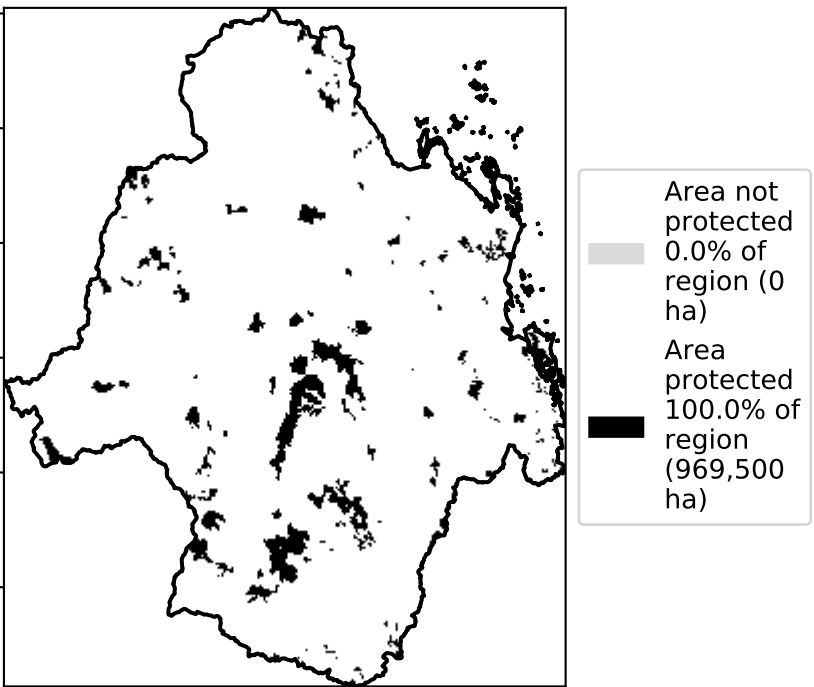 Area not
protected
0.0% of
region (0
ha)
Area
protected
100.0% of
region
(969,500
ha)